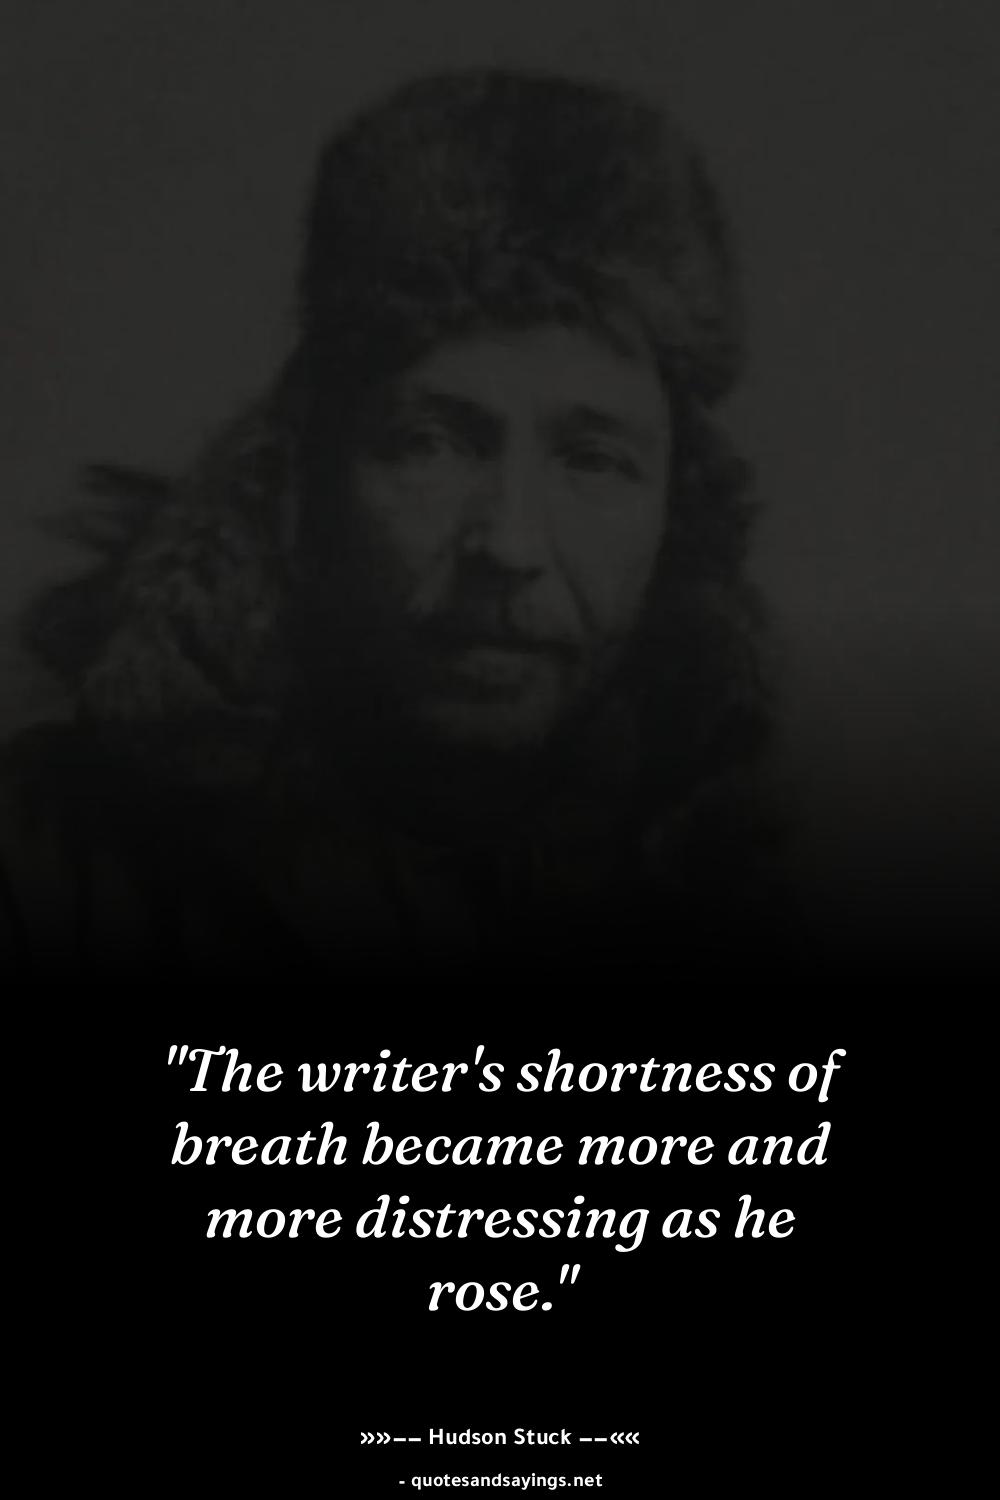 "The writer's shortness of
breath became more and
more distressing as he
rose."
»»-- Hudson Stuck --««
- quotesandsayings.net